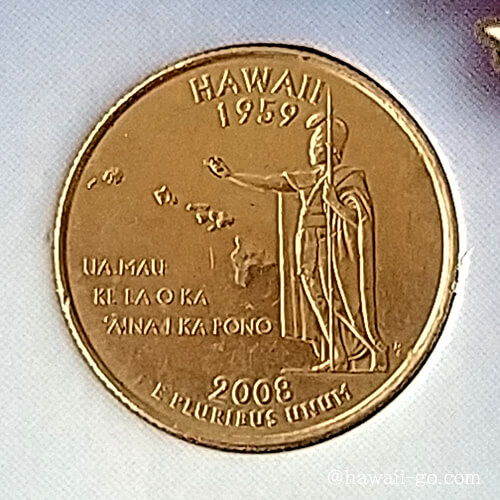 HAWAII
1959
UA MAU
KE EA O KA
ʻĀINA I KA PONO
2008
E PLURIBUS UNUM
@hawaii-go.com